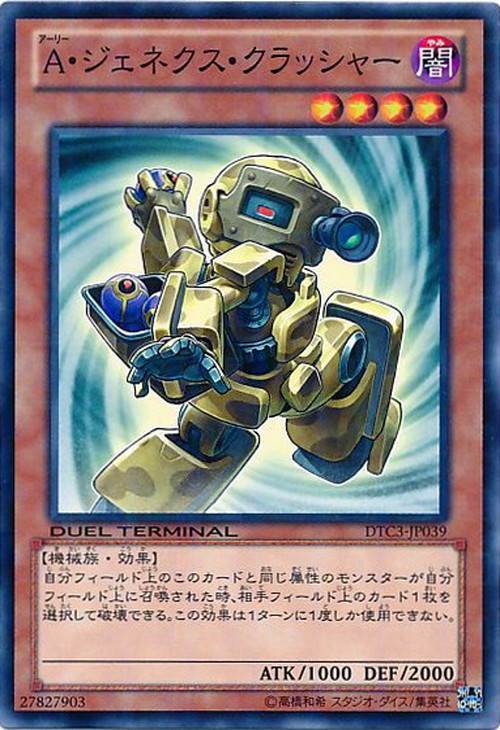 アーリー
A・ジェネクス・クラッシャー
やみ
闇
DUEL TERMINAL
DTC3-JP039
【機械族・効果】
自分フィールド上のこのカードと同じ属性のモンスターが自分
フィールド上に召喚された時、相手フィールド上のカード1枚を
選択して破壊できる。この効果は1ターンに1度しか使用できない。
ATK/1000 DEF/2000
27827903
©高橋和希 スタジオ・ダイス/集英社